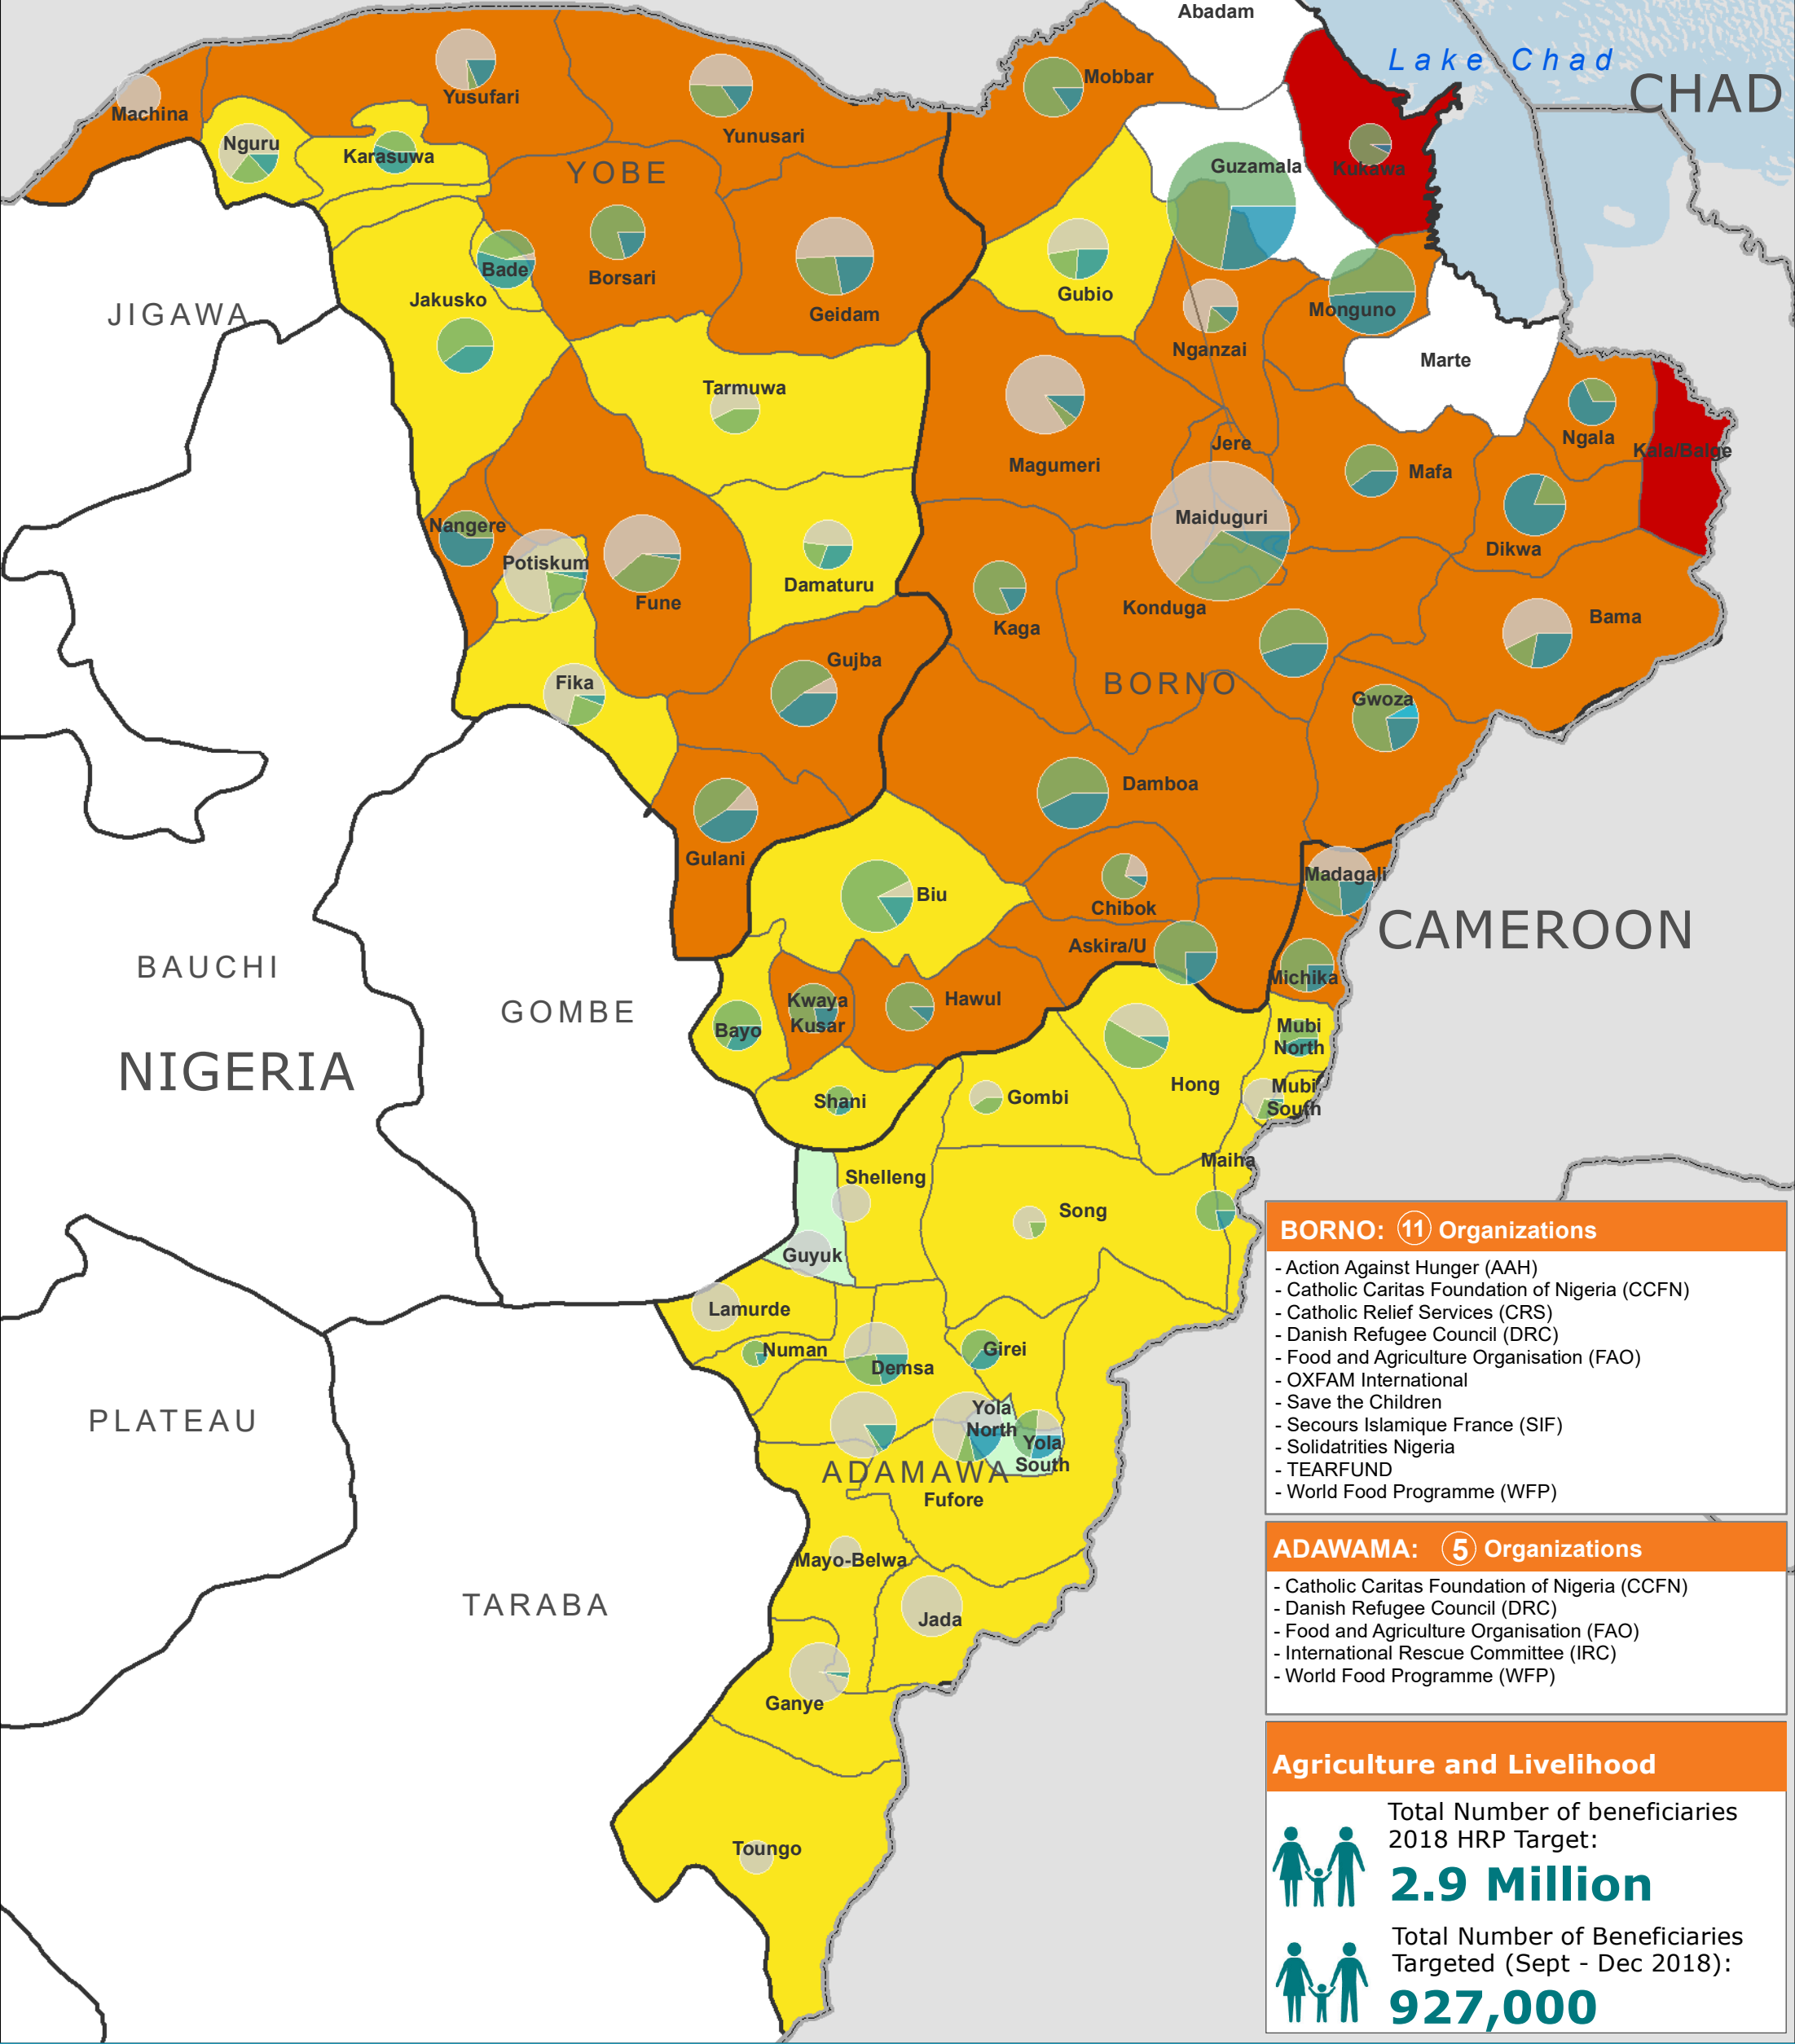 Abadam
Lake Chad
CHAD
Mobbar
Yusufari
Machina
Yunusari
Nguru
Karasuwa
YOBE
Guzamala
Kukawa
Bade
Borsari
Jakusko
Geidam
Gubio
Monguno
JIGAWA
Nganzai
Marte
Tarmuwa
Ngala
Jere
Kala/Balge
Magumeri
Mafa
Nangere
Maiduguri
Dikwa
Potiskum
Damaturu
Fune
Kaga
Konduga
Bama
Gujba
Fika
BORNO
Gwoza
Damboa
Gulani
Madagali
Biu
Chibok
CAMEROON
Askira/U
BAUCHI
Michika
GOMBE
Kwaya
Kusar
Hawul
Bayo
Mubi
North
NIGERIA
Hong
Mubi
South
Gombi
Shani
Maiha
Shelleng
Song
Guyuk
Lamurde
Numan
Girei
Demsa
PLATEAU
Yola
North
Yola
South
ADAMAWA
Fufore
Mayo-Belwa
TARABA
Jada
Ganye
Toungo
BORNO: 11 Organizations
- Action Against Hunger (AAH)
- Catholic Caritas Foundation of Nigeria (CCFN)
- Catholic Relief Services (CRS)
- Danish Refugee Council (DRC)
- Food and Agriculture Organisation (FAO)
- OXFAM International
- Save the Children
- Secours Islamique France (SIF)
- Solidatrities Nigeria
- TEARFUND
- World Food Programme (WFP)
ADAWAMA: 5 Organizations
- Catholic Caritas Foundation of Nigeria (CCFN)
- Danish Refugee Council (DRC)
- Food and Agriculture Organisation (FAO)
- International Rescue Committee (IRC)
- World Food Programme (WFP)
Agriculture and Livelihood
Total Number of beneficiaries
2018 HRP Target:
2.9 Million
Total Number of Beneficiaries
Targeted (Sept - Dec 2018):
927,000